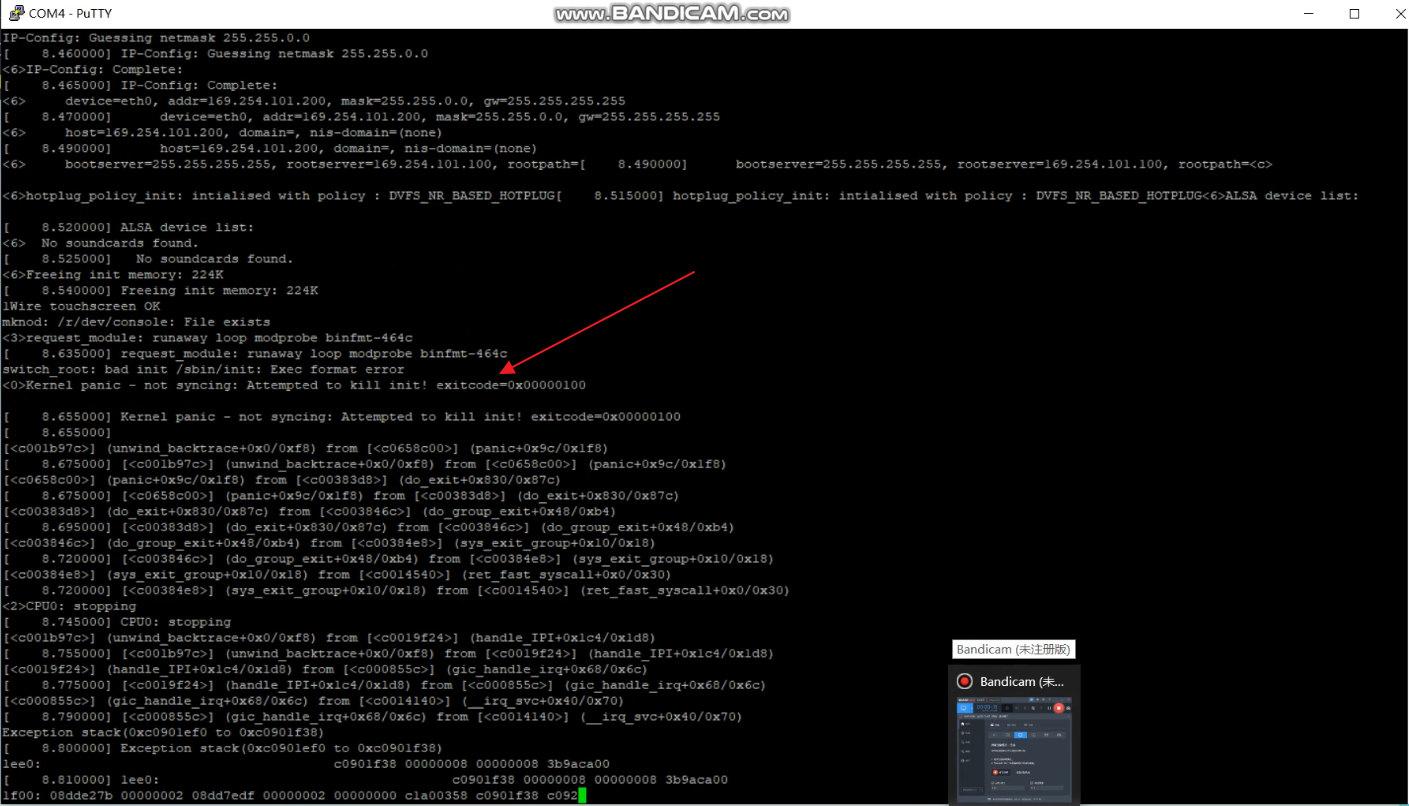 COM4 - PuTTY
www.BANDICAM.com
IP-Config: Guessing netmask 255.255.0.0
[    8.460000] IP-Config: Guessing netmask 255.255.0.0
<6>IP-Config: Complete:
[    8.465000] IP-Config: Complete:
<6>     device=eth0, addr=169.254.101.200, mask=255.255.0.0, gw=255.255.255.255
[    8.470000]      device=eth0, addr=169.254.101.200, mask=255.255.0.0, gw=255.255.255.255
<6>     host=169.254.101.200, domain=, nis-domain=(none)
[    8.490000]      host=169.254.101.200, domain=, nis-domain=(none)
<6>     bootserver=255.255.255.255, rootserver=169.254.101.100, rootpath=[    8.490000]      bootserver=255.255.255.255, rootserver=169.254.101.100, rootpath=<c>
<6>hotplug_policy_init: intialised with policy : DVFS_NR_BASED_HOTPLUG[    8.515000] hotplug_policy_init: intialised with policy : DVFS_NR_BASED_HOTPLUG<6>ALSA device list:
[    8.520000] ALSA device list:
<6>  No soundcards found.
[    8.525000]   No soundcards found.
<6>Freeing init memory: 224K
[    8.540000] Freeing init memory: 224K
1Wire touchscreen OK
mknod: /r/dev/console: File exists
<3>request_module: runaway loop modprobe binfmt-464c
[    8.635000] request_module: runaway loop modprobe binfmt-464c
switch_root: bad init /sbin/init: Exec format error
<0>Kernel panic - not syncing: Attempted to kill init! exitcode=0x00000100
[    8.655000] Kernel panic - not syncing: Attempted to kill init! exitcode=0x00000100
[    8.655000]
[<c001b97c>] (unwind_backtrace+0x0/0xf8) from [<c0658c00>] (panic+0x9c/0x1f8)
[    8.675000] [<c001b97c>] (unwind_backtrace+0x0/0xf8) from [<c0658c00>] (panic+0x9c/0x1f8)
[<c0658c00>] (panic+0x9c/0x1f8) from [<c00383d8>] (do_exit+0x830/0x87c)
[    8.675000] [<c0658c00>] (panic+0x9c/0x1f8) from [<c00383d8>] (do_exit+0x830/0x87c)
[<c00383d8>] (do_exit+0x830/0x87c) from [<c003846c>] (do_group_exit+0x48/0xb4)
[    8.695000] [<c00383d8>] (do_exit+0x830/0x87c) from [<c003846c>] (do_group_exit+0x48/0xb4)
[<c003846c>] (do_group_exit+0x48/0xb4) from [<c00384e8>] (sys_exit_group+0x10/0x18)
[    8.720000] [<c003846c>] (do_group_exit+0x48/0xb4) from [<c00384e8>] (sys_exit_group+0x10/0x18)
[<c00384e8>] (sys_exit_group+0x10/0x18) from [<c0014540>] (ret_fast_syscall+0x0/0x30)
[    8.720000] [<c00384e8>] (sys_exit_group+0x10/0x18) from [<c0014540>] (ret_fast_syscall+0x0/0x30)
<2>CPU0: stopping
[    8.745000] CPU0: stopping
[<c001b97c>] (unwind_backtrace+0x0/0xf8) from [<c0019f24>] (handle_IPI+0x1c4/0x1d8)
[    8.755000] [<c001b97c>] (unwind_backtrace+0x0/0xf8) from [<c0019f24>] (handle_IPI+0x1c4/0x1d8)
[<c0019f24>] (handle_IPI+0x1c4/0x1d8) from [<c000855c>] (gic_handle_irq+0x68/0x6c)
[    8.775000] [<c0019f24>] (handle_IPI+0x1c4/0x1d8) from [<c000855c>] (gic_handle_irq+0x68/0x6c)
[<c000855c>] (gic_handle_irq+0x68/0x6c) from [<c0014140>] (__irq_svc+0x40/0x70)
[    8.790000] [<c000855c>] (gic_handle_irq+0x68/0x6c) from [<c0014140>] (__irq_svc+0x40/0x70)
Exception stack(0xc0901ef0 to 0xc0901f38)
[    8.800000] Exception stack(0xc0901ef0 to 0xc0901f38)
1ee0:                                     c0901f38 00000008 00000008 3b9aca00
[    8.810000] 1ee0:                                     c0901f38 00000008 00000008 3b9aca00
1f00: 08dde27b 00000002 08dd7edf 00000002 00000000 c1a00358 c0901f38 c092
Bandicam (未注册版)
Bandicam (未...